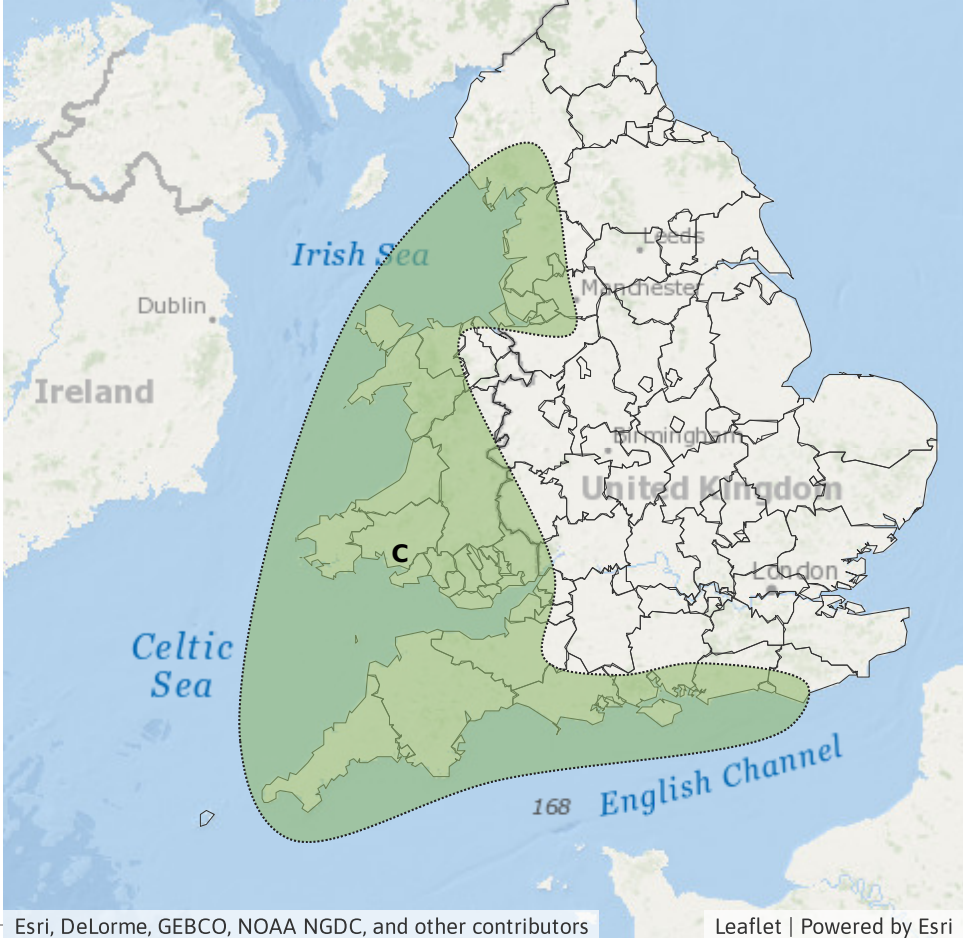 Irish Sea
Leeds
Manchester
Dublin
Ireland
Birmingham
United Kingdom
C
London
Celtic
Sea
English Channel
168
Esri, DeLorme, GEBCO, NOAA NGDC, and other contributors
Leaflet | Powered by Esri